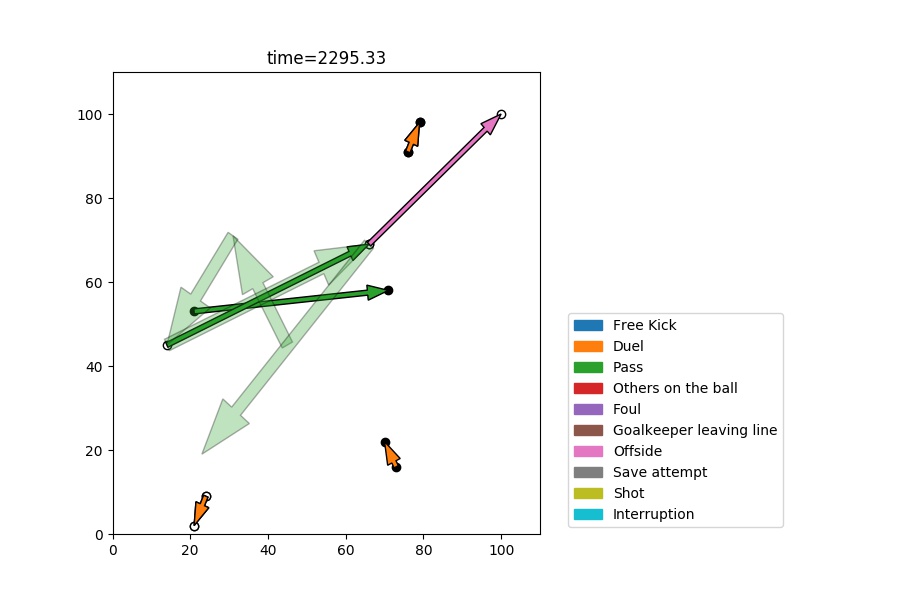 time=2295.33
100
80
60
40
20
0
0 20 40 60 80 100
Free Kick
Duel
Pass
Others on the ball
Foul
Goalkeeper leaving line
Offside
Save attempt
Shot
Interruption